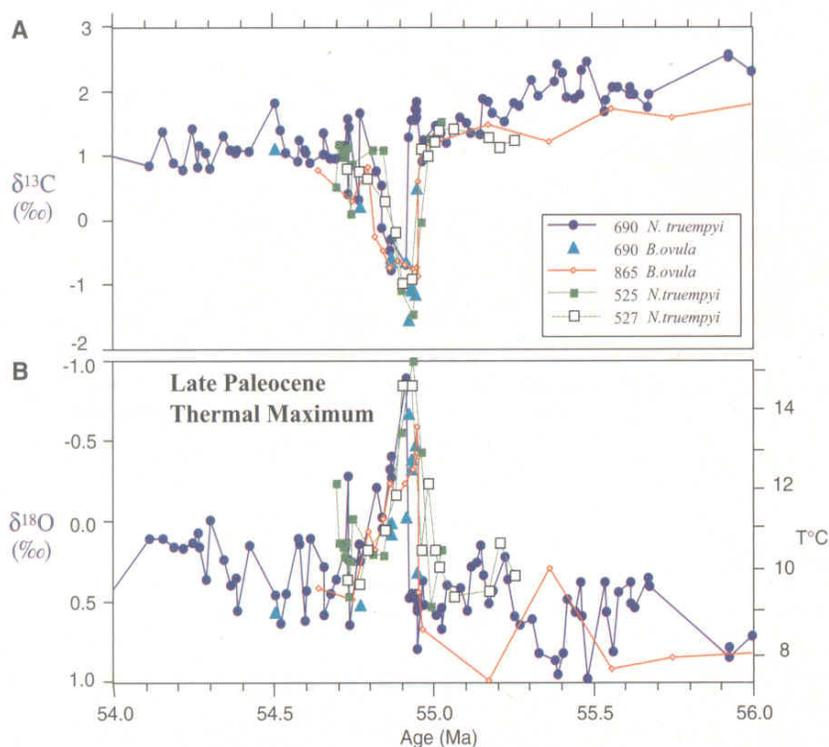 A
3
2
1
0
-1
-2
δ13C
(‰)
690 N. truempyi
690 B.ovula
865 B.ovula
525 N.truempyi
527 N.truempyi
B
-1.0
-0.5
0.0
0.5
1.0
δ18O
(‰)
Late Paleocene
Thermal Maximum
14
12
10
8
T°C
54.0
54.5
55.0
55.5
56.0
Age (Ma)